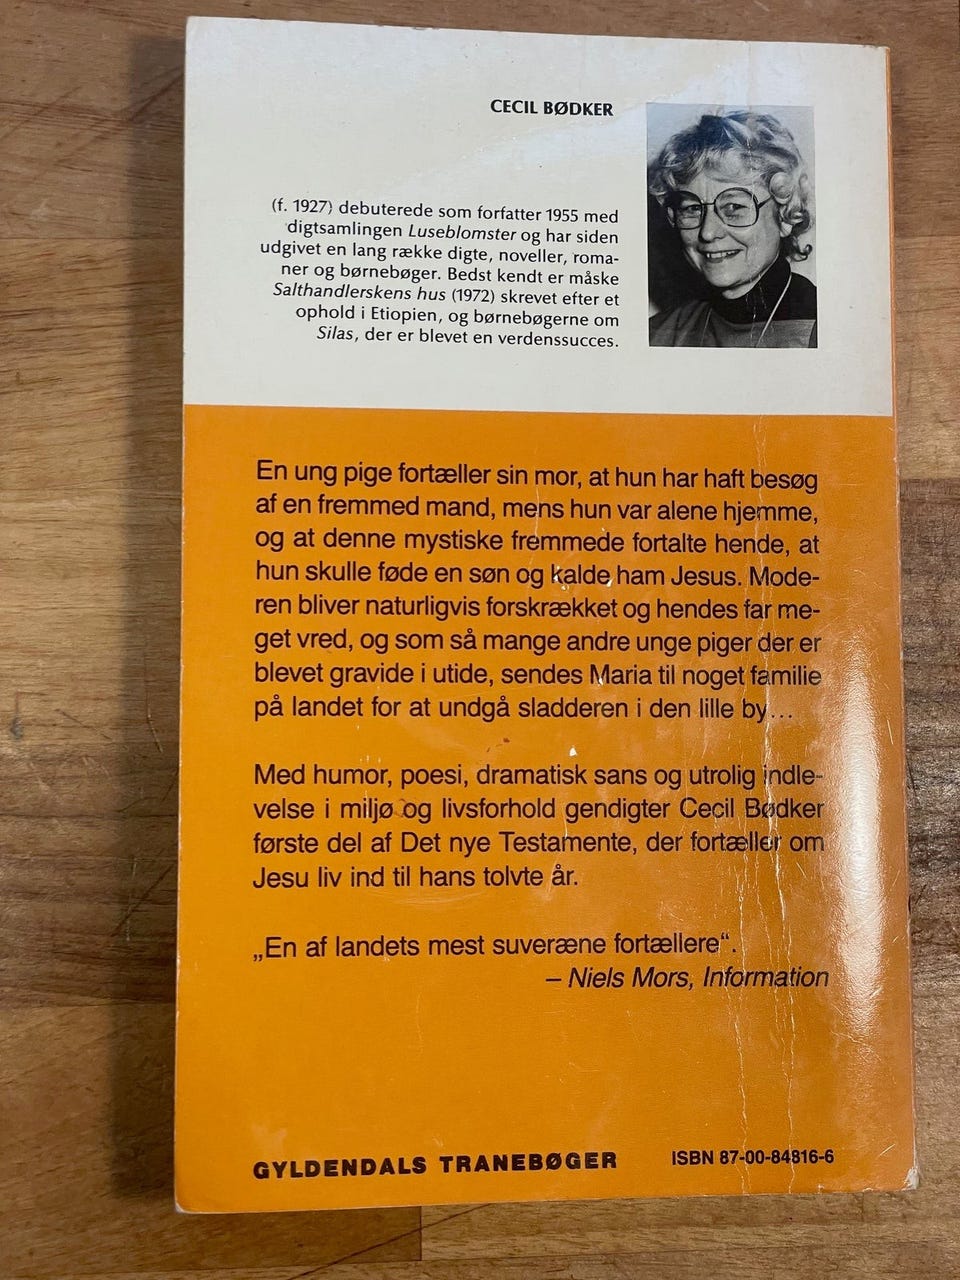 CECIL BØDKER
(f. 1927) debuterede som forfatter 1955 med
digtsamlingen Luseblomster og har siden
udgivet en lang række digte, noveller, roma-
ner og børnebøger. Bedst kendt er måske
Salthandlerskens hus (1972) skrevet efter et
ophold i Etiopien, og børnebøgerne om
Silas, der er blevet en verdenssucces.
En ung pige fortæller sin mor, at hun har haft besøg
af en fremmed mand, mens hun var alene hjemme,
og at denne mystiske fremmede fortalte hende, at
hun skulle føde en søn og kalde ham Jesus. Mode-
ren bliver naturligvis forskrækket og hendes far me-
get vred, og som så mange andre unge piger der er
blevet gravide i utide, sendes Maria til noget familie
på landet for at undgå sladderen i den lille by...
Med humor, poesi, dramatisk sans og utrolig indle-
velse i miljø og livsforhold gendigter Cecil Bødker
første del af Det nye Testamente, der fortæller om
Jesu liv ind til hans tolvte år.
„En af landets mest suveræne fortællere“.
– Niels Mors, Information
GYLDENDALS TRANEBØGER
ISBN 87-00-84816-6